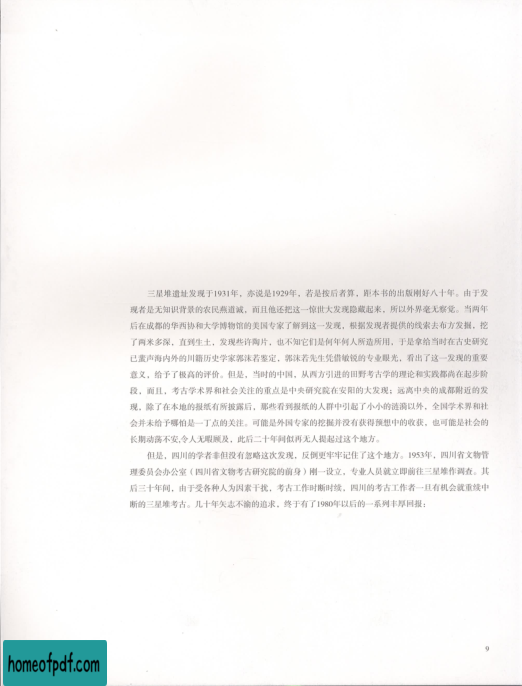 三星堆遗址发现于1931年，亦说是1929年，若是按后者算，距本书的出版刚好八十年。由于发
现者是无知识背景的农民燕道诚，而且他还把这一惊世大发现隐藏起来，所以外界毫无察觉。当两年
后在成都的华西协和大学博物馆的美国专家了解到这一发现，根据发现者提供的线索去布方发掘，挖
了两米多深，直到生土，发现些许陶片，也不知它们是何年何人所造所用。于是拿给当时在古史研究
已蜚声海内外的川籍历史学家郭沫若鉴定，郭沫若先生凭借敏锐的专业眼光，看出了这一发现的重要
意义，给予了极高的评价。但是，当时的中国，从西方引进的田野考古学的理论和实践都尚在起步阶
段，而且，考古学术界和社会关注的重点是中央研究院在安阳的大发现；远离中央的成都附近的发
现，除了在本地的报纸有所披露后，那些看到报纸的人群中引起了小小的涟漪以外，全国学术界和社
会并未给予哪怕是一丁点的关注。可能是外国专家的挖掘并没有获得预想中的收获，也可能是社会的
长期动荡不安,令人无暇顾及，此后二十年间似再无人提起过这个地方。
但是，四川的学者非但没有忽略这次发现，反倒更牢牢记住了这个地方。1953年，四川省文物管
理委员会办公室（四川省文物考古研究院的前身）刚一设立，专业人员就立即前往三星堆作调查。其
后三十年间，由于受各种人为因素干扰，考古工作时断时续，四川的考古工作者一旦有机会就重续中
断的三星堆考古。几十年矢志不渝的追求，终于有了1980年以后的一系列丰厚回报：
9
homeofpdf.com